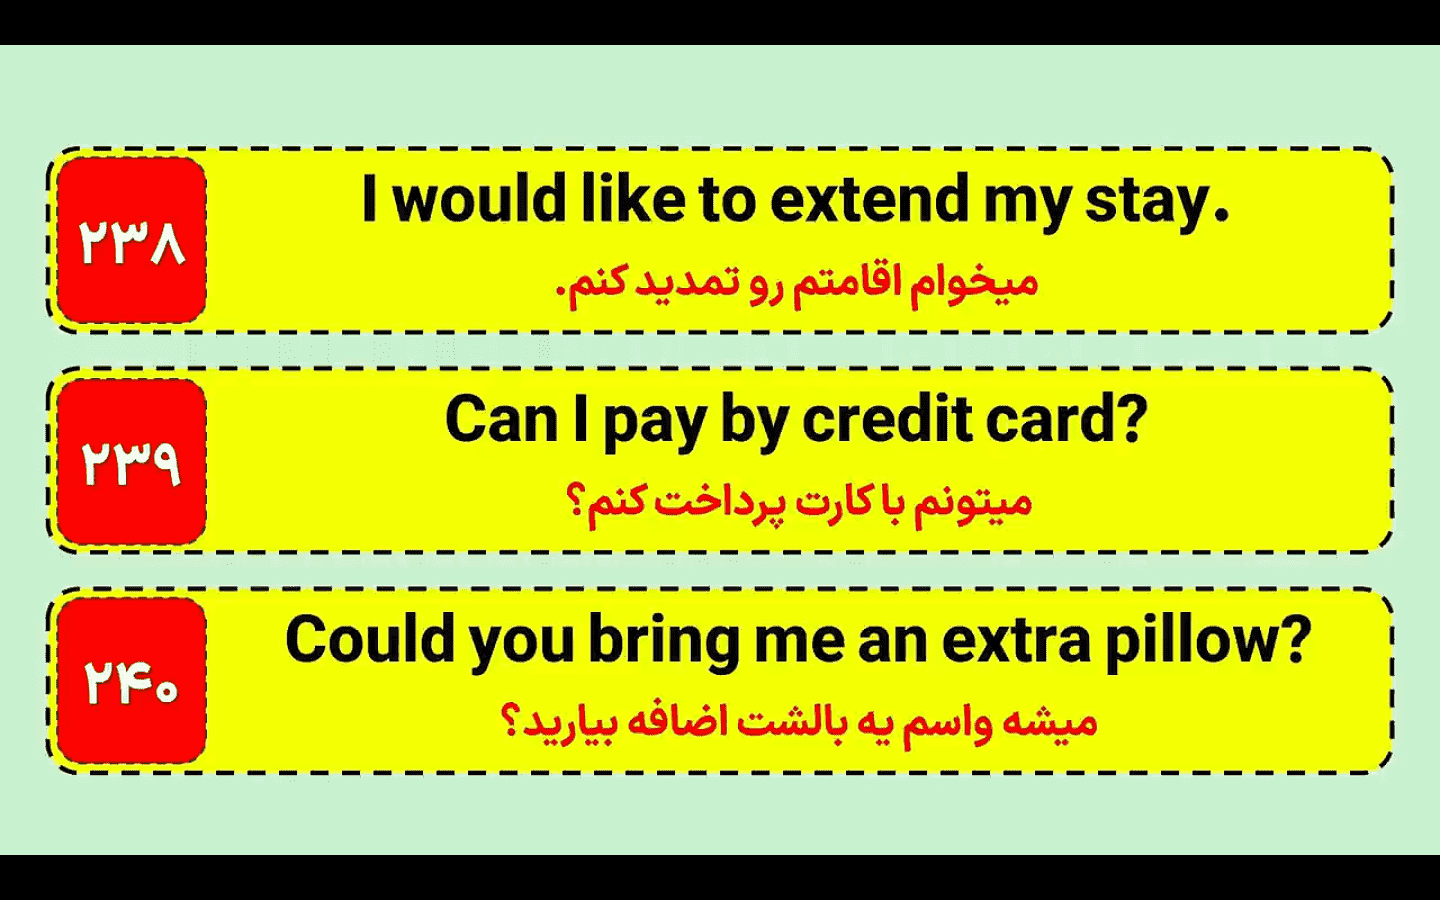 ۲۳۸
I would like to extend my stay.
میخوام اقامتم رو تمدید کنم.
۲۳۹
Can I pay by credit card?
میتونم با کارت پرداخت کنم؟
۲۴۰
Could you bring me an extra pillow?
میشه واسم یه بالشت اضافه بیارید؟